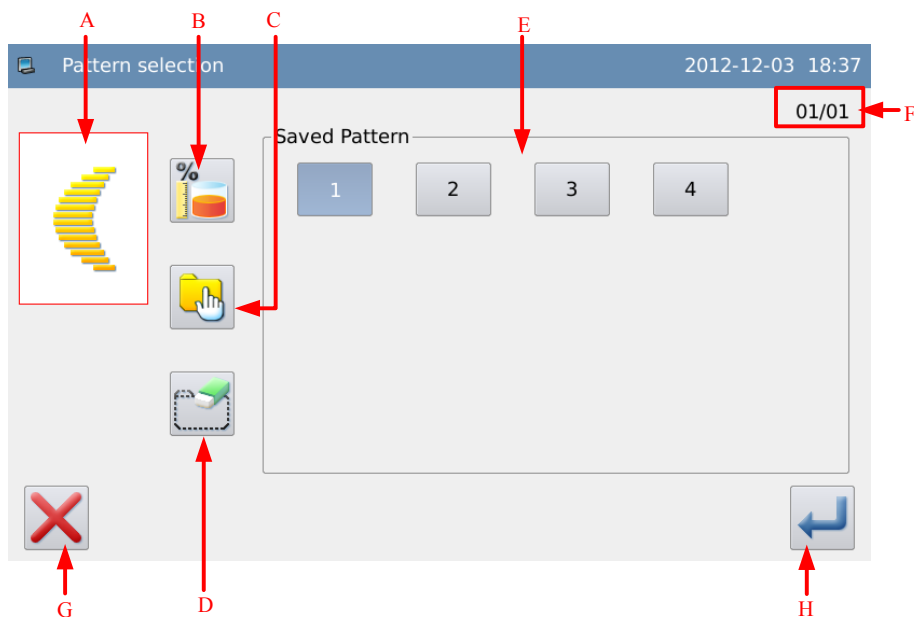 A B C E
Pattern selection 2012-12-03 18:37
01/01 F
Saved Pattern
%
1 2 3 4
G D H